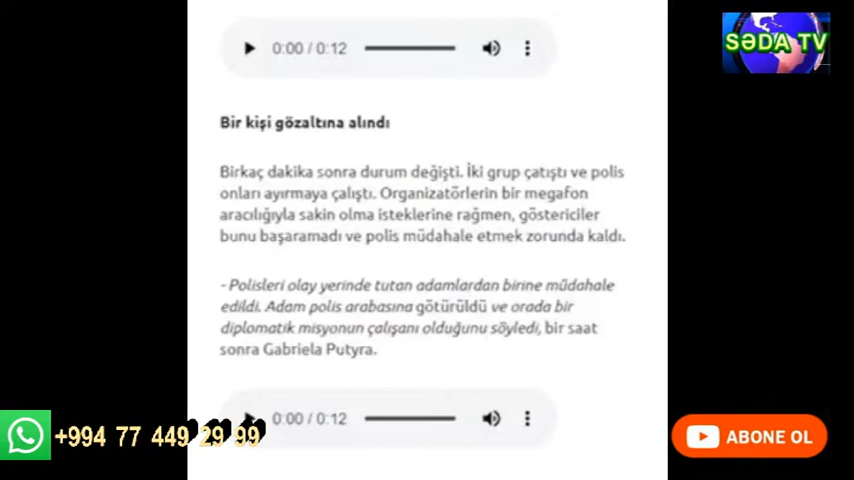 SƏDA TV
0:00 / 0:12
Bir kişi gözaltına alındı
Birkaç dakika sonra durum değişti. İki grup çatıştı ve polis
onları ayırmaya çalıştı. Organizatörlerin bir megafon
aracılığıyla sakin olma isteklerine rağmen, göstericiler
bunu başaramadı ve polis müdahale etmek zorunda kaldı.
- Polisleri olay yerinde tutan adamlardan birine müdahale
edildi. Adam polis arabasına götürüldü ve orada bir
diplomatik misyonun çalışanı olduğunu söyledi, bir saat
sonra Gabriela Putyra.
0:00 / 0:12
+994 77 449 29 99
ABONE OL